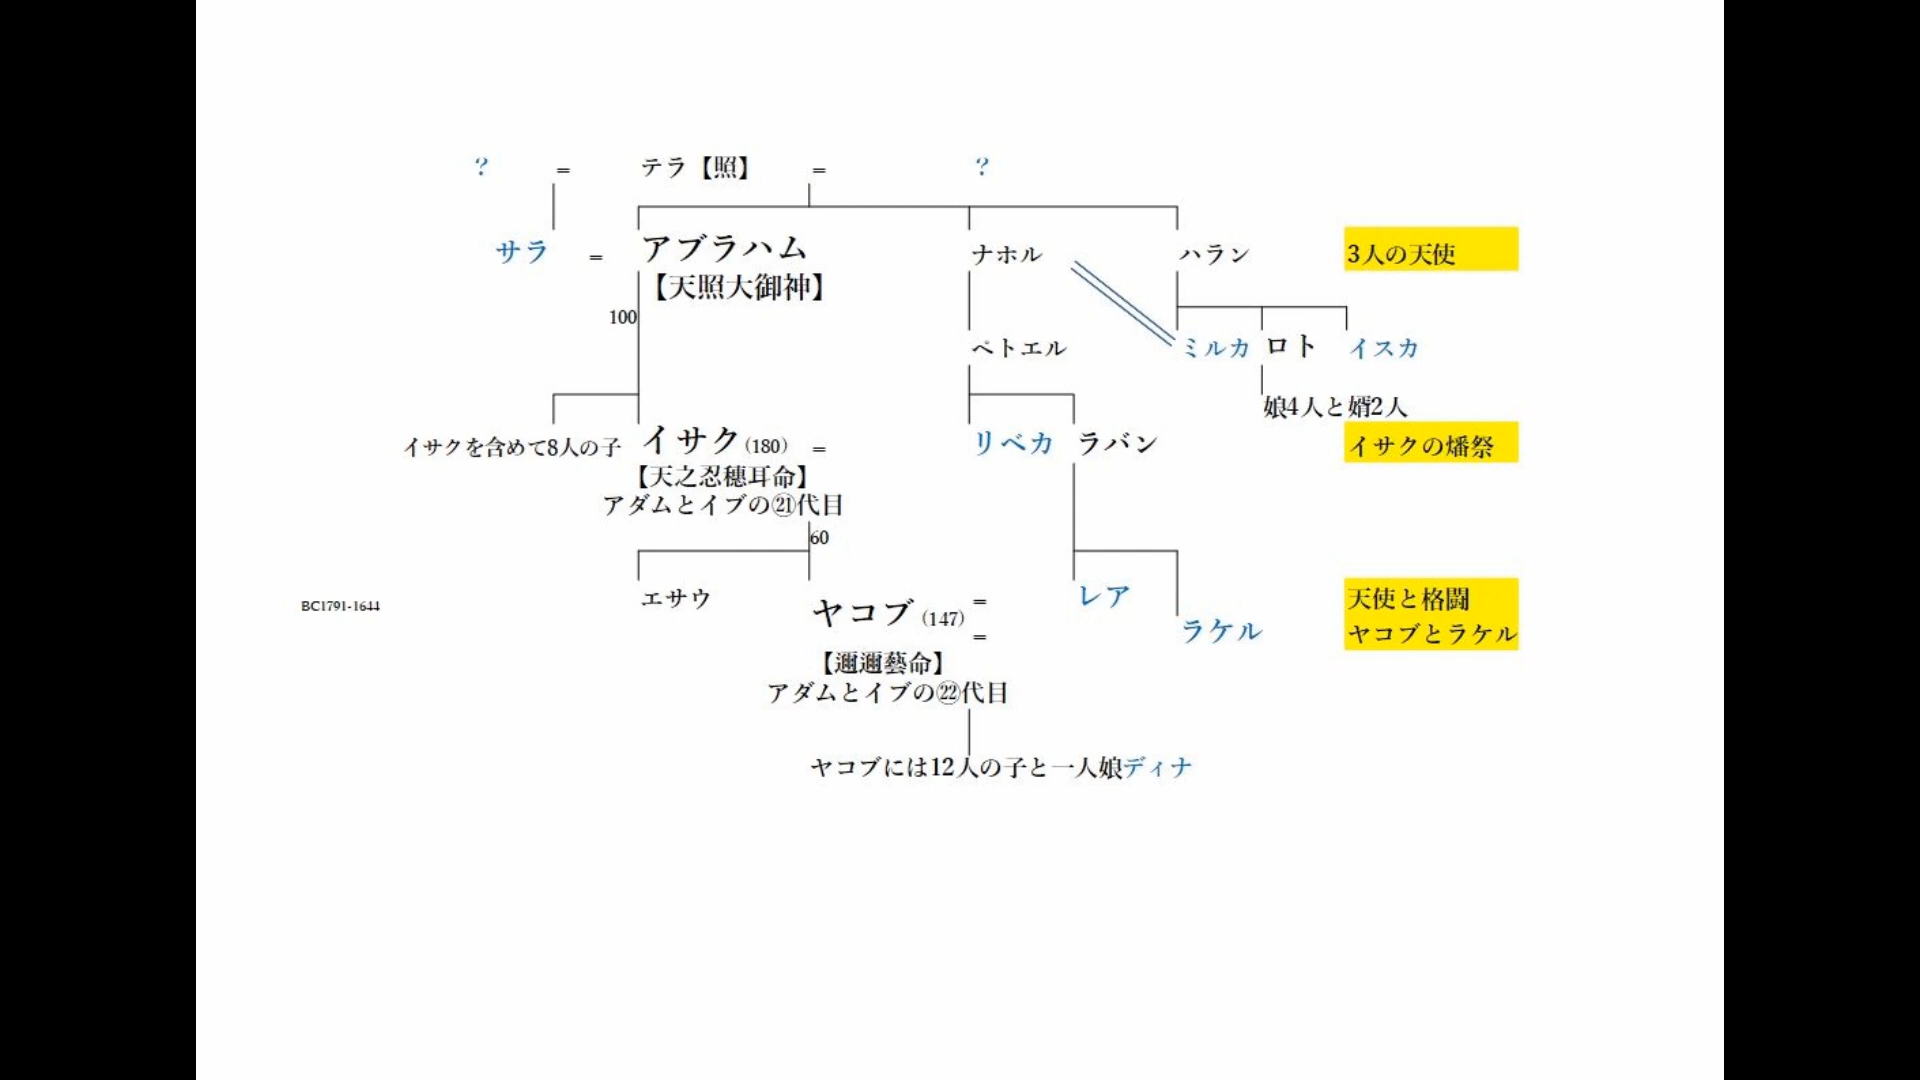 ? = テラ【照】 = ?
サラ = アブラハム ナホル ハラン 3人の天使
【天照大御神】
100
ペトエル ミルカ ロト イスカ
娘4人と婿2人
イサクを含めて8人の子 イサク(180) = リベカ ラバン イサクの燔祭
【天之忍穂耳命】
アダムとイブの㉑代目
60
BC1791-1644 エサウ ヤコブ(147) = レア 天使と格闘
= ラケル ヤコブとラケル
【邇邇藝命】
アダムとイブの㉒代目
ヤコブには12人の子と一人娘ディナ